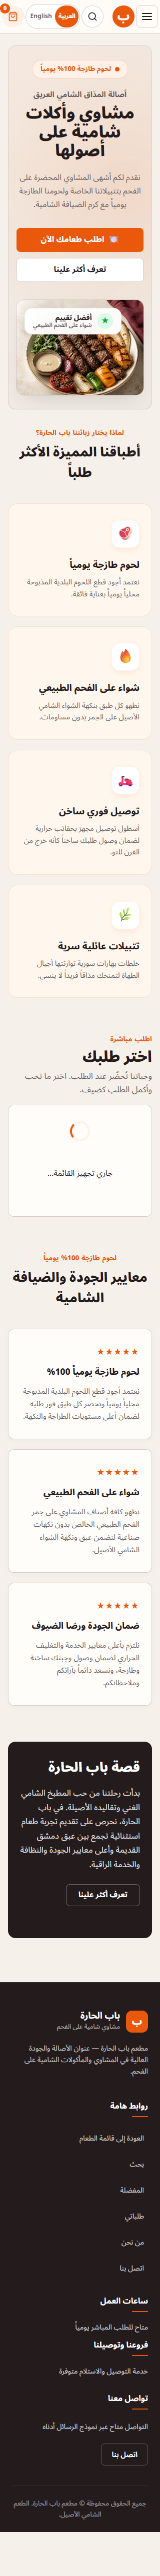 0
English
العربية
ب
لحوم طازجة 100% يومياً
أصالة المذاق الشامي العريق
مشاوي وأكلات
شامية على
أصولها
نقدم لكم أشهى المشاوي المحضرة على
الفحم بتتبيلاتنا الخاصة ولحومنا الطازجة
يومياً مع كرم الضيافة الشامية.
اطلب طعامك الآن
تعرف أكثر علينا
أفضل تقييم
شواء على الفحم الطبيعي
لماذا يختار زبائننا باب الحارة؟
أطباقنا المميزة الأكثر
طلباً
لحوم طازجة يومياً
نعتمد أجود قطع اللحوم البلدية المذبوحة
محلياً يومياً بعناية فائقة.
شواء على الفحم الطبيعي
نطهو كل طبق بنكهة الشواء الشامي
الأصيل على الجمر بدون مساومات.
توصيل فوري ساخن
أسطول توصيل مجهز بحقائب حرارية
لضمان وصول طلبك ساخناً كأنه خرج من
الفرن للتو.
تتبيلات عائلية سرية
خلطات بهارات سورية توارثتها أجيال
الطهاة لتمنحك مذاقاً فريداً لا ينسى.
اطلب مباشرة
اختر طلبك
وجباتنا تُحضّر عند الطلب. اختر ما تحب
وأكمل الطلب كضيف.
جاري تجهيز القائمة...
لحوم طازجة 100% يومياً
معايير الجودة والضيافة
الشامية
لحوم طازجة يومياً 100%
نعتمد أجود قطع اللحوم البلدية المذبوحة
محلياً يومياً ونحضر كل طبق فور طلبه
لضمان أعلى مستويات الطزاجة والنكهة.
شواء على الفحم الطبيعي
نطهو كافة أصناف المشاوي على جمر
الفحم الطبيعي الخالص بدون نكهات
صناعية لنضمن عبق ونكهة الشواء
الشامي الأصيل.
ضمان الجودة ورضا الضيوف
نلتزم بأعلى معايير الخدمة والتغليف
الحراري لضمان وصول وجبتك ساخنة
وطازجة، ونسعد دائماً بآرائكم
وملاحظاتكم.
قصة باب الحارة
بدأت رحلتنا من حب المطبخ الشامي
الغني وتقاليده الأصيلة. في باب
الحارة، نحرص على تقديم تجربة طعام
استثنائية تجمع بين عبق دمشق
القديمة وأعلى معايير الجودة والنظافة
والخدمة الراقية.
تعرف أكثر علينا
ب
باب الحارة
مشاوي شامية على الفحم
مطعم باب الحارة — عنوان الأصالة والجودة
العالية في المشاوي والمأكولات الشامية على
الفحم.
روابط هامة
العودة إلى قائمة الطعام
بحث
المفضلة
طلباتي
من نحن
اتصل بنا
ساعات العمل
متاح للطلب المباشر يومياً
فروعنا وتوصيلنا
خدمة التوصيل والاستلام متوفرة
تواصل معنا
التواصل متاح عبر نموذج الرسائل أدناه
اتصل بنا
جميع الحقوق محفوظة © مطعم باب الحارة. الطعم
الشامي الأصيل.